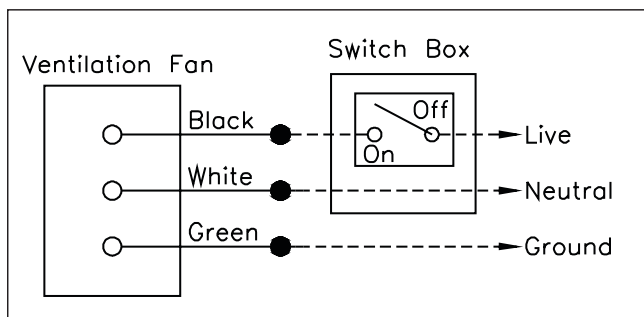 Switch Box
Ventilation Fan
Off
Black
On
Live
White
Neutral
Green
Ground